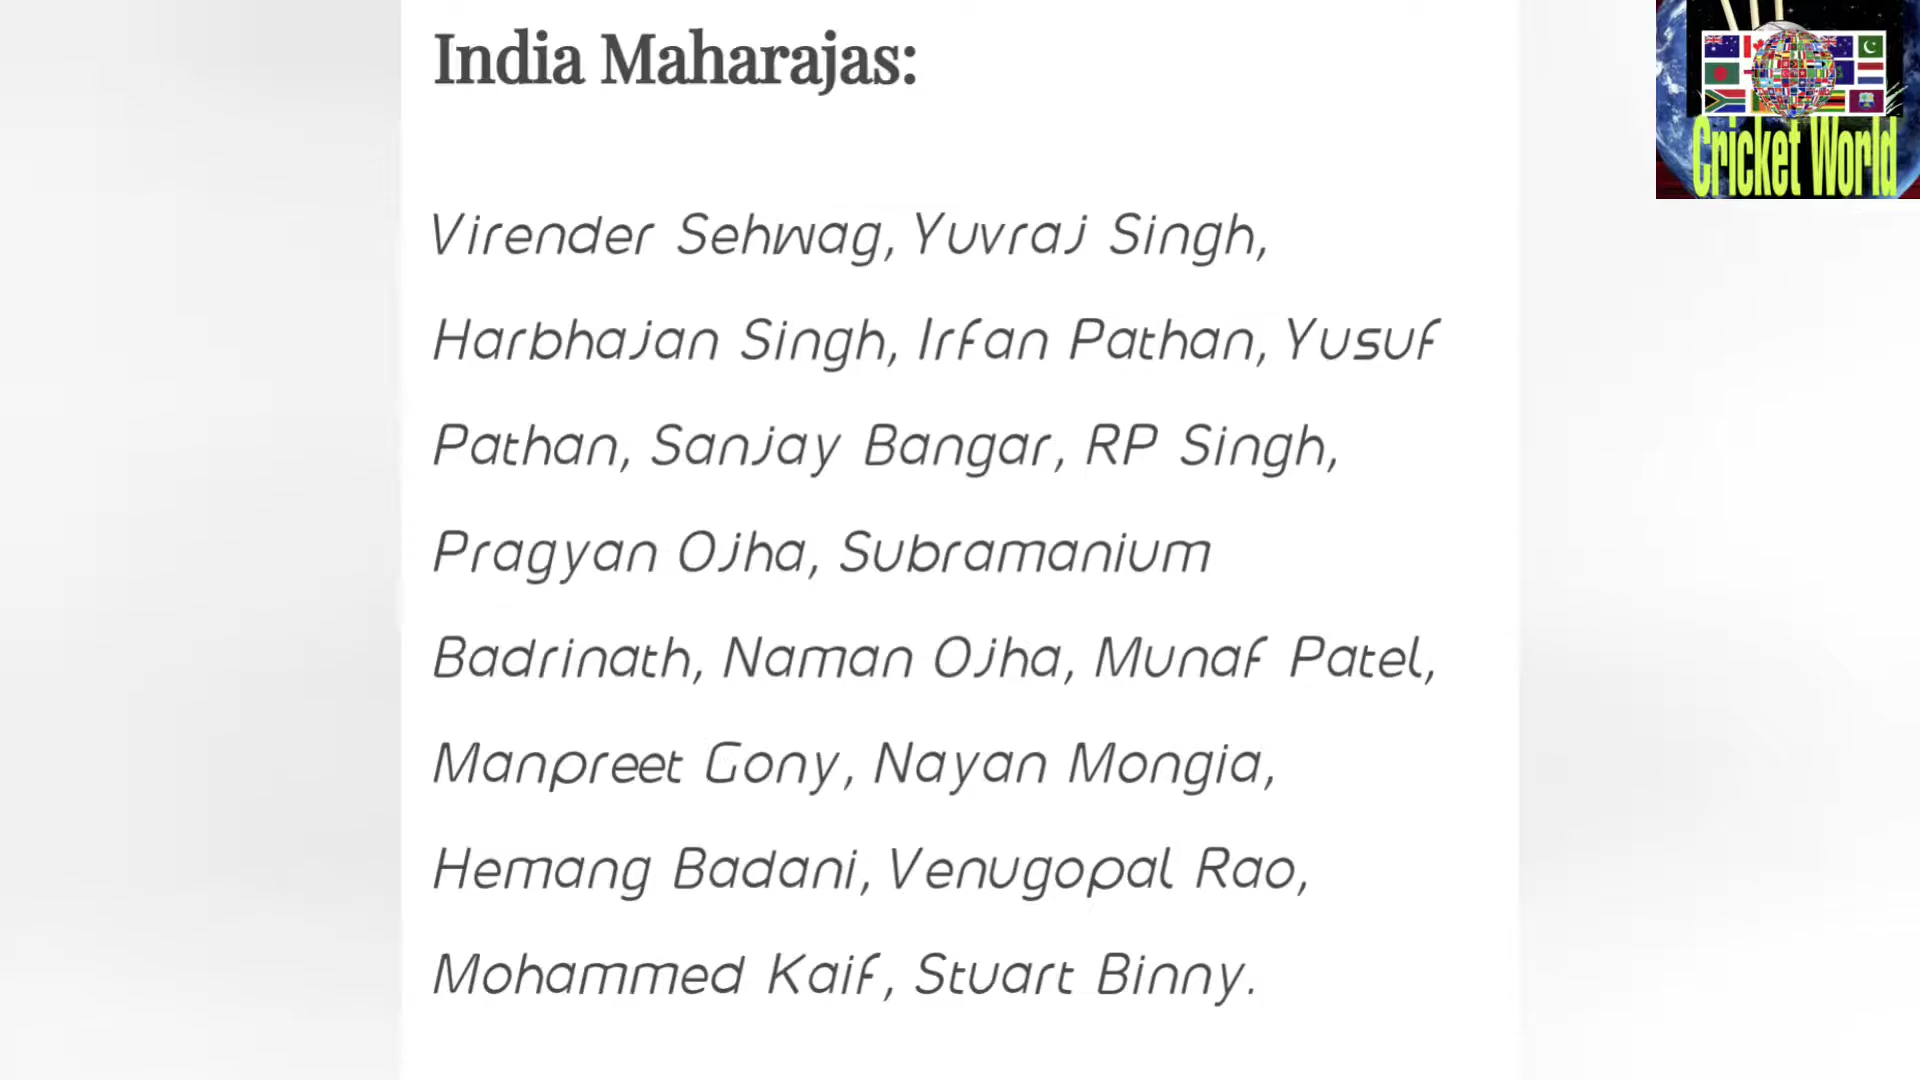 India Maharajas:
Cricket World
Virender Sehwag, Yuvraj Singh,
Harbhajan Singh, Irfan Pathan, Yusuf
Pathan, Sanjay Bangar, RP Singh,
Pragyan Ojha, Subramanium
Badrinath, Naman Ojha, Munaf Patel,
Manpreet Gony, Nayan Mongia,
Hemang Badani, Venugopal Rao,
Mohammed Kaif, Stuart Binny.